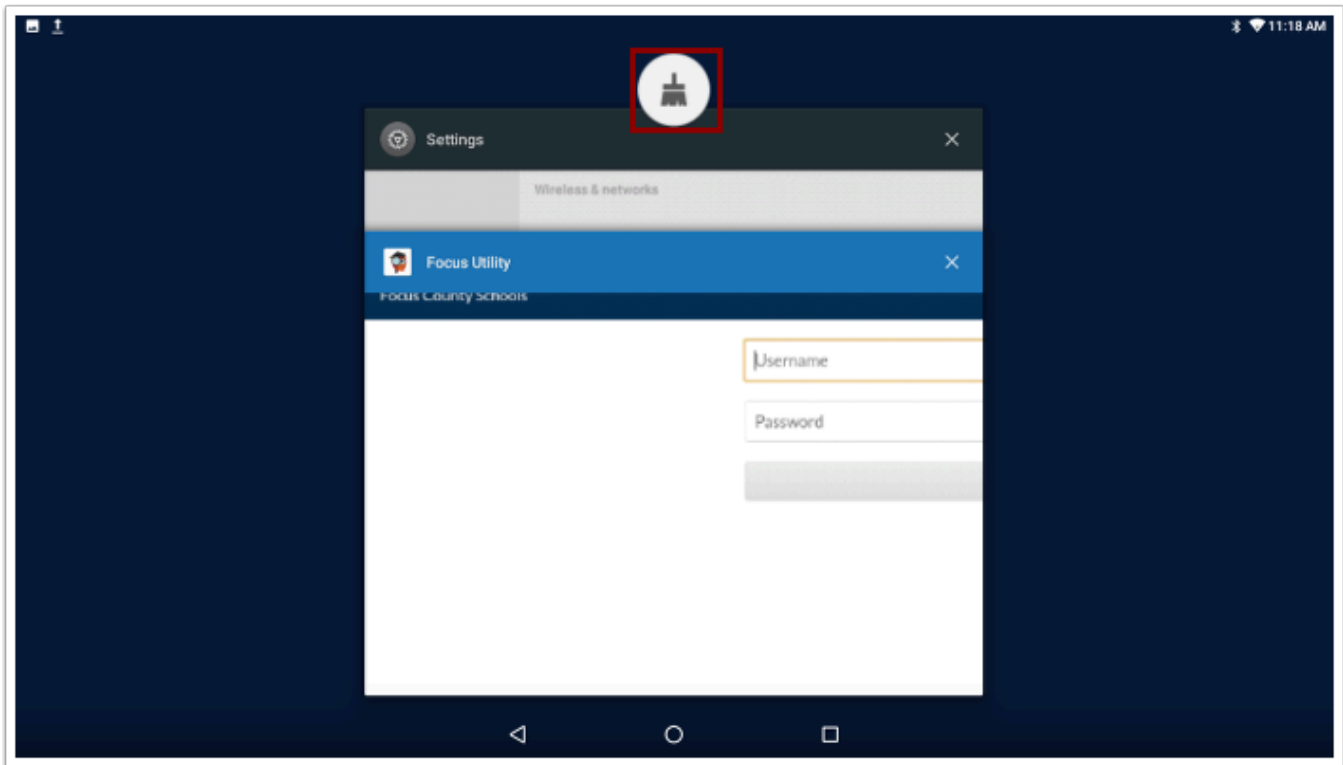 11:18 AM
Settings
Wireless & networks
Focus Utility
Focus County Schools
Username
Password